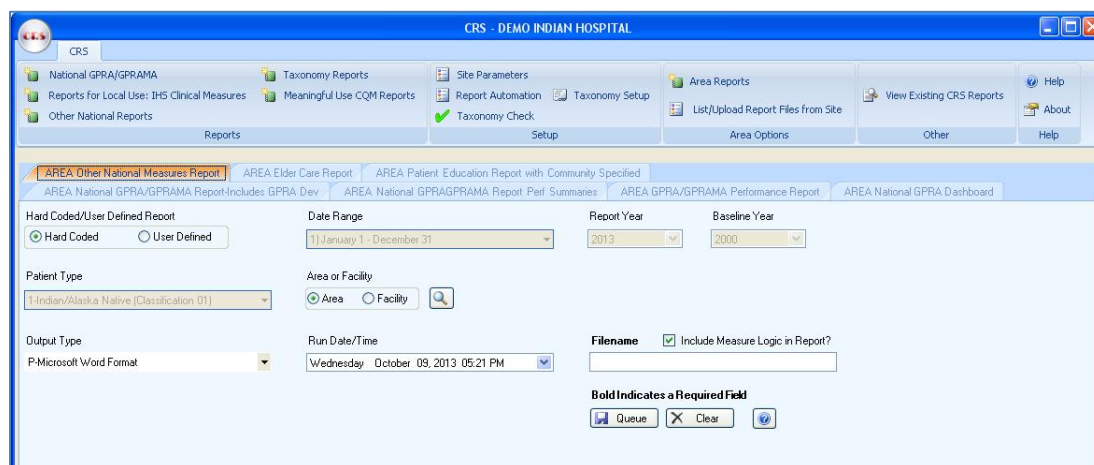 CRS - DEMO INDIAN HOSPITAL
CRS
CRS
National GPRA/GPRAMA
Taxonomy Reports
Site Parameters
Area Reports
Help
Reports for Local Use: IHS Clinical Measures
Meaningful Use CQM Reports
Report Automation
Taxonomy Setup
View Existing CRS Reports
Other National Reports
Taxonomy Check
List/Upload Report Files from Site
About
Reports
Setup
Area Options
Other
Help
AREA Other National Measures Report
AREA Elder Care Report
AREA Patient Education Report with Community Specified
AREA National GPRA/GPRAMA Report-Includes GPRA Dev
AREA National GPRAGPRAMA Report Perf Summaries
AREA GPRA/GPRAMA Performance Report
AREA National GPRA Dashboard
Hard Coded/User Defined Report
Date Range
Report Year
Baseline Year
Hard Coded
User Defined
1) January 1 - December 31
2013
2000
Patient Type
Area or Facility
1-Indian/Alaska Native (Classification 01)
Area
Facility
Output Type
Run Date/Time
Filename
Include Measure Logic in Report?
P-Microsoft Word Format
Wednesday October 09, 2013 05:21 PM
Bold Indicates a Required Field
Queue
Clear